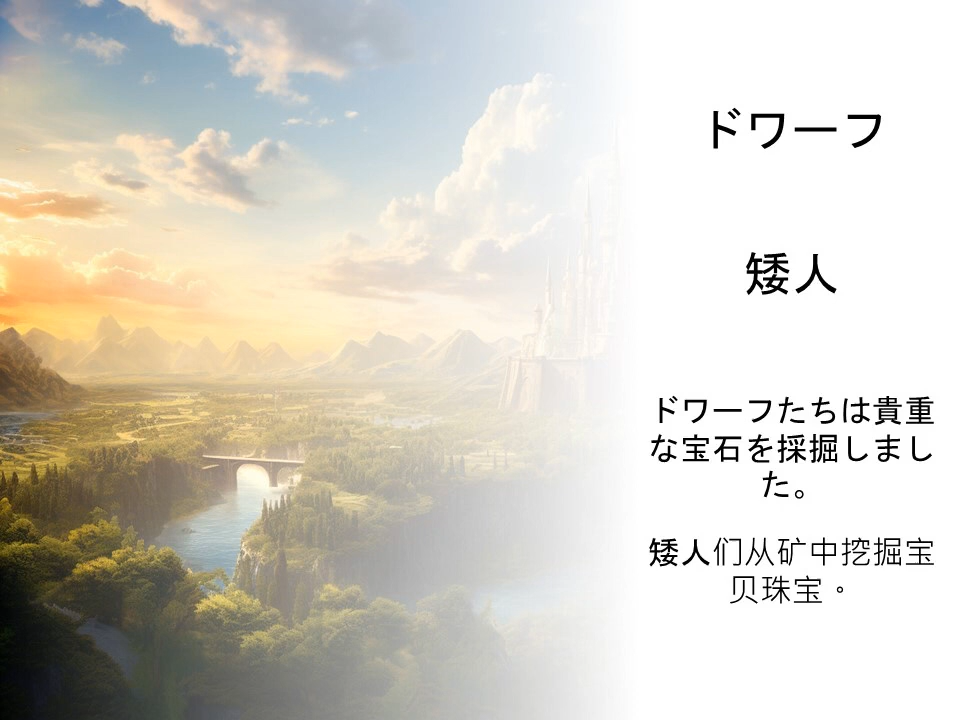 ドワーフ
矮人
ドワーフたちは貴重
な宝石を採掘しまし
た。
矮人们从矿中挖掘宝
贝珠宝。